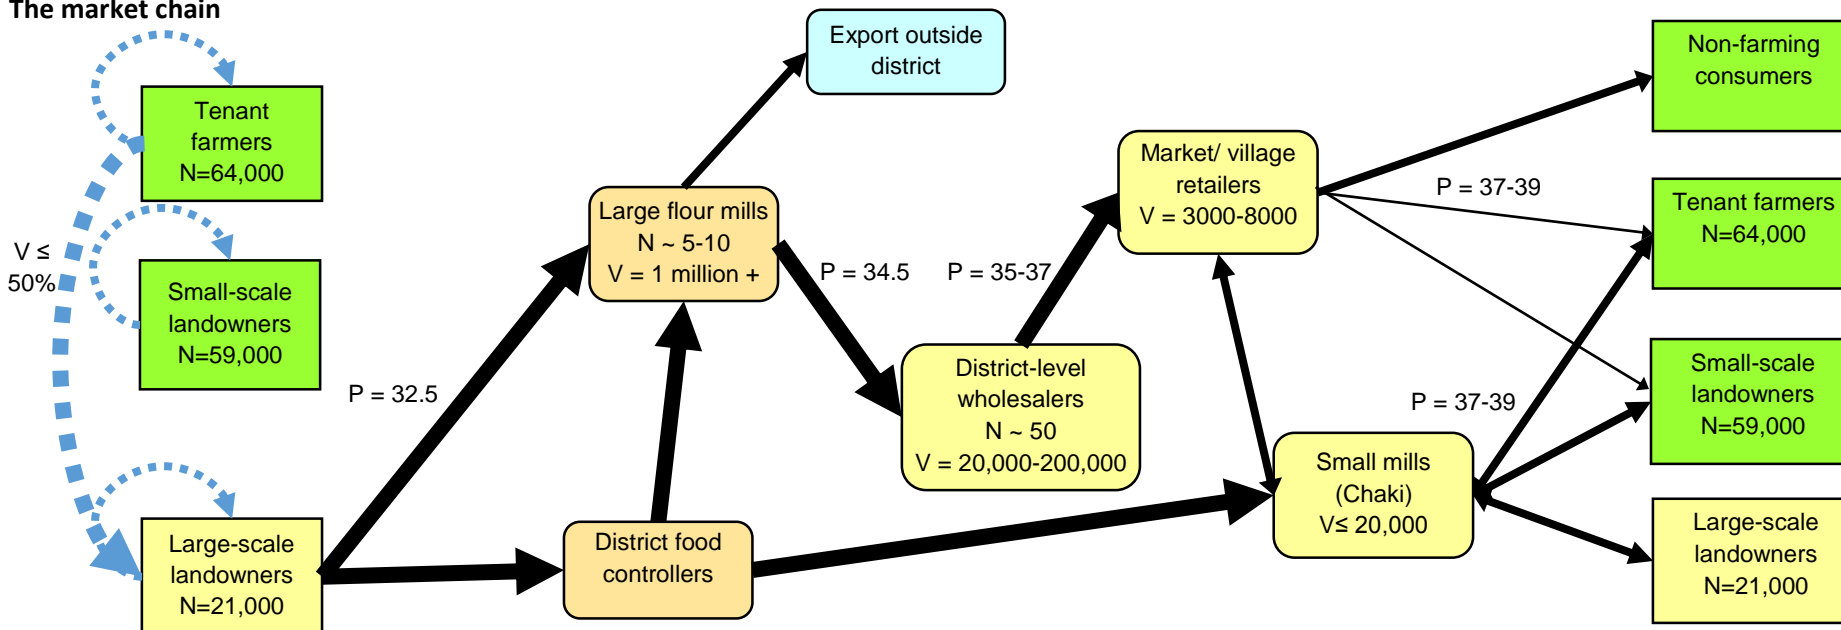 The market chain
Tenant
farmers
N=64,000
V ≤
50%
Small-scale
landowners
N=59,000
Large-scale
landowners
N=21,000
P = 32.5
Export outside
district
Large flour mills
N ~ 5-10
V = 1 million +
District food
controllers
P = 34.5
P = 35-37
District-level
wholesalers
N ~ 50
V = 20,000-200,000
Market/ village
retailers
V = 3000-8000
Small mills
(Chaki)
V≤ 20,000
P = 37-39
P = 37-39
Non-farming
consumers
Tenant farmers
N=64,000
Small-scale
landowners
N=59,000
Large-scale
landowners
N=21,000